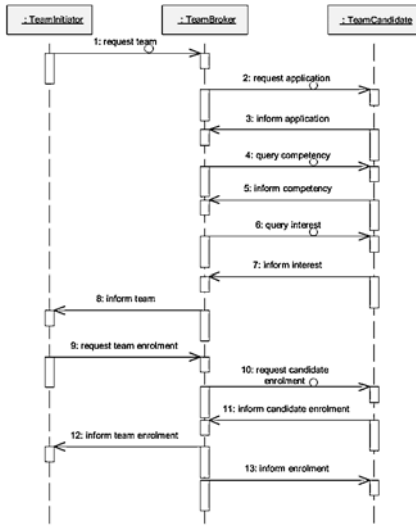 : TeamInitiator
: TeamBroker
: TeamCandidate
1: request team
2: request application
3: inform application
4: query competency
5: inform competency
6: query interest
7: inform interest
8: inform team
9: request team enrolment
10: request candidate
enrolment
11: inform candidate enrolment
12: inform team enrolment
13: inform enrolment